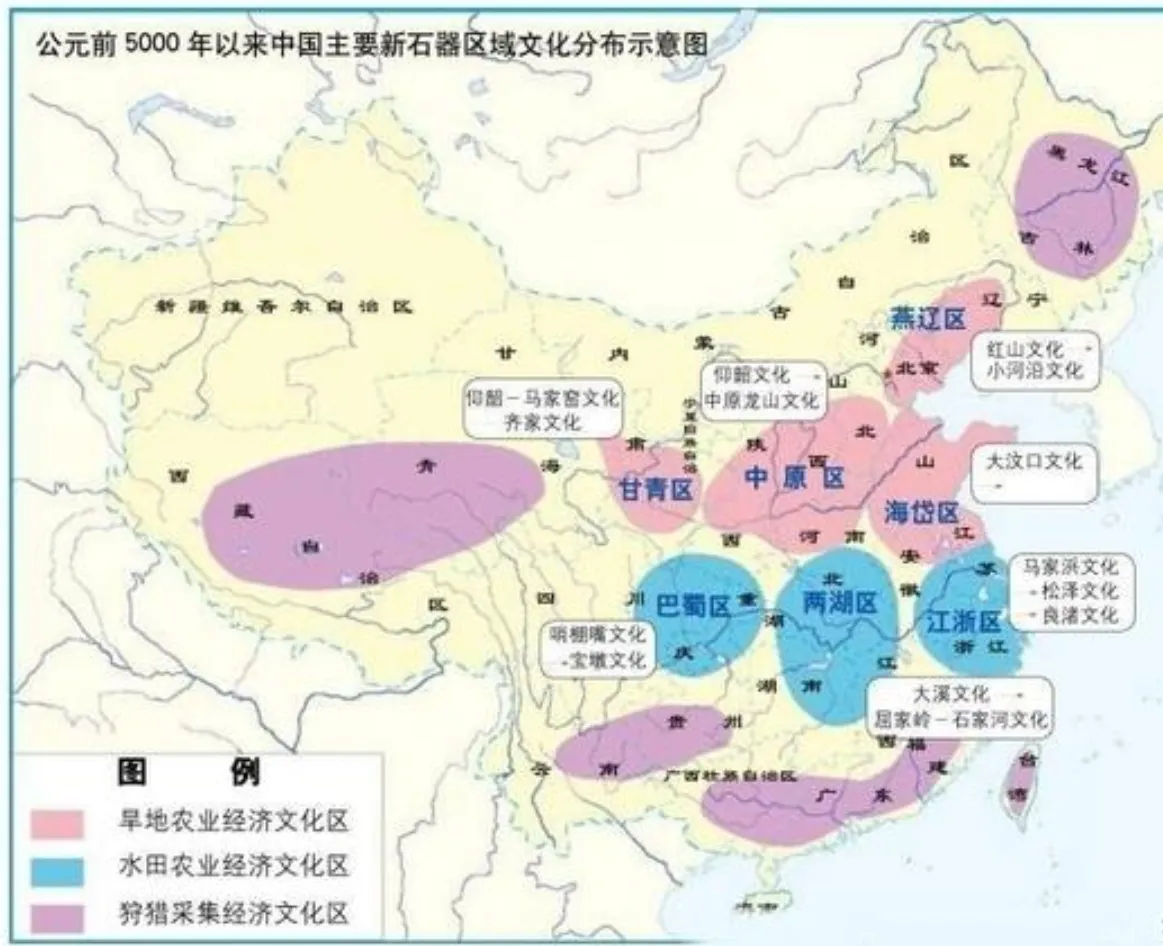 公元前5000年以来中国主要新石器区域文化分布示意图
黑龙江
吉林
区
治
自
古
蒙
内
新疆维吾尔自治区
甘
肃
燕辽区
辽宁
河
北京
北
红山文化 -
小河沿文化
仰韶文化 -
中原龙山文化
山
西
仰韶-马家窑文化
齐家文化
陕
西
中原区
甘青区
青
海
西
藏
自
治
区
山
海岱区
大汶口文化
-
河南
江
苏
安
徽
马家浜文化
-松泽文化
-良渚文化
江浙区
浙江
四川
巴蜀区
重
庆
哨棚嘴文化
-宝墩文化
湖
北
两湖区
湖南
江
西
大溪文化 -
屈家岭-石家河文化
贵州
云南
广西壮族自治区
广东
福
建
台
湾
海南
图 例
旱地农业经济文化区
水田农业经济文化区
狩猎采集经济文化区